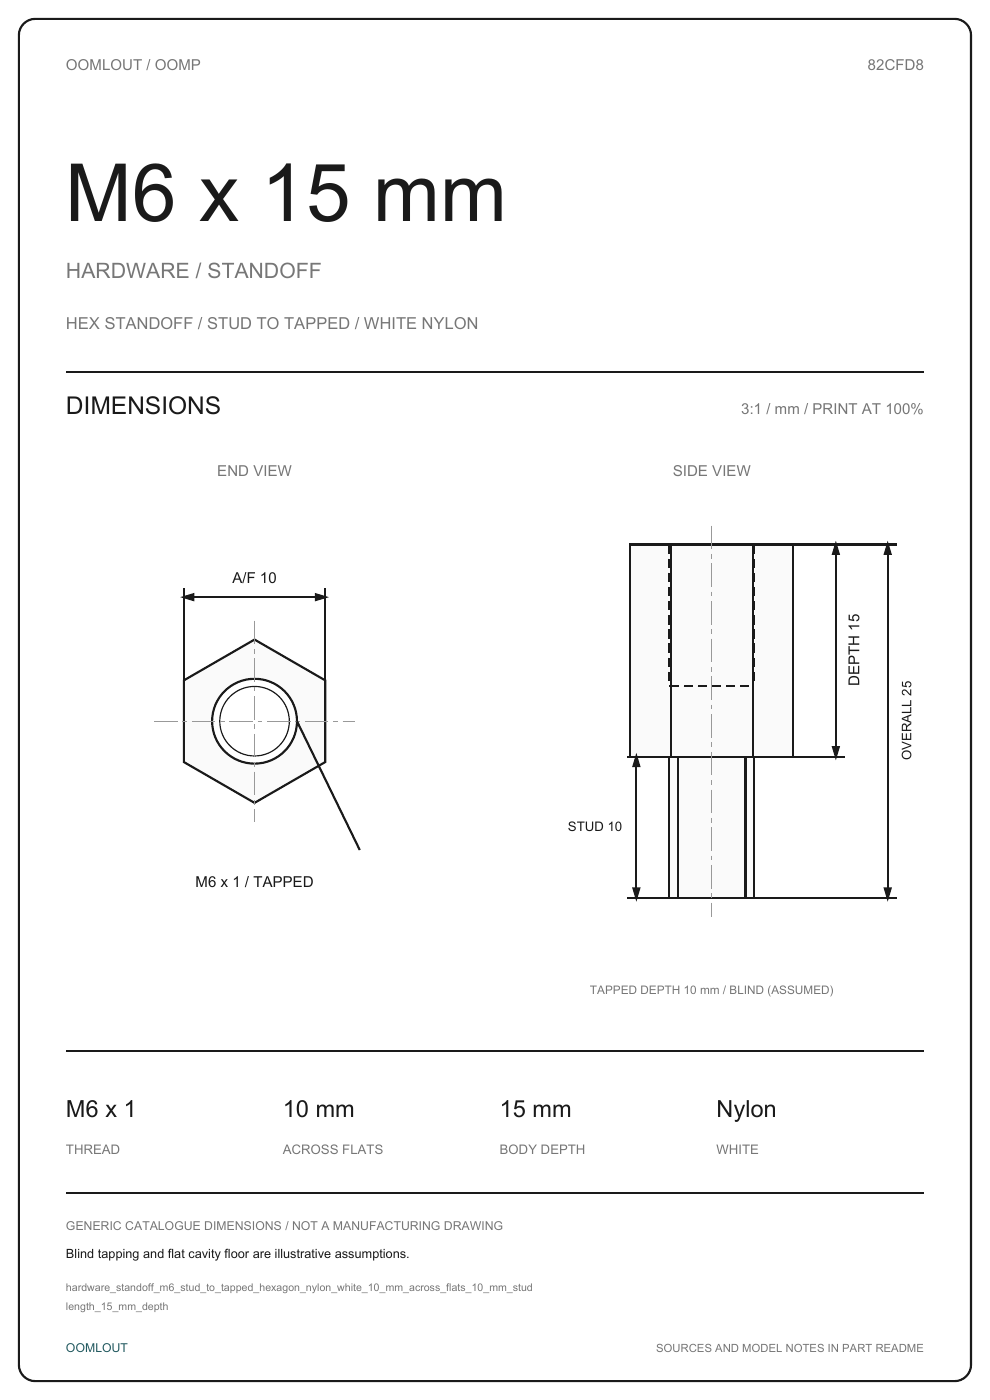 OOMLOUT / OOMP
82CFD8
M6 x 15 mm
HARDWARE / STANDOFF
HEX STANDOFF / STUD TO TAPPED / WHITE NYLON
DIMENSIONS
3:1 / mm / PRINT AT 100%
END VIEW
SIDE VIEW
A/F 10
DEPTH 15
OVERALL 25
STUD 10
M6 x 1 / TAPPED
TAPPED DEPTH 10 mm / BLIND (ASSUMED)
M6 x 1
10 mm
15 mm
Nylon
THREAD
ACROSS FLATS
BODY DEPTH
WHITE
GENERIC CATALOGUE DIMENSIONS / NOT A MANUFACTURING DRAWING
Blind tapping and flat cavity floor are illustrative assumptions.
hardware_standoff_m6_stud_to_tapped_hexagon_nylon_white_10_mm_across_flats_10_mm_stud
length_15_mm_depth
OOMLOUT
SOURCES AND MODEL NOTES IN PART README